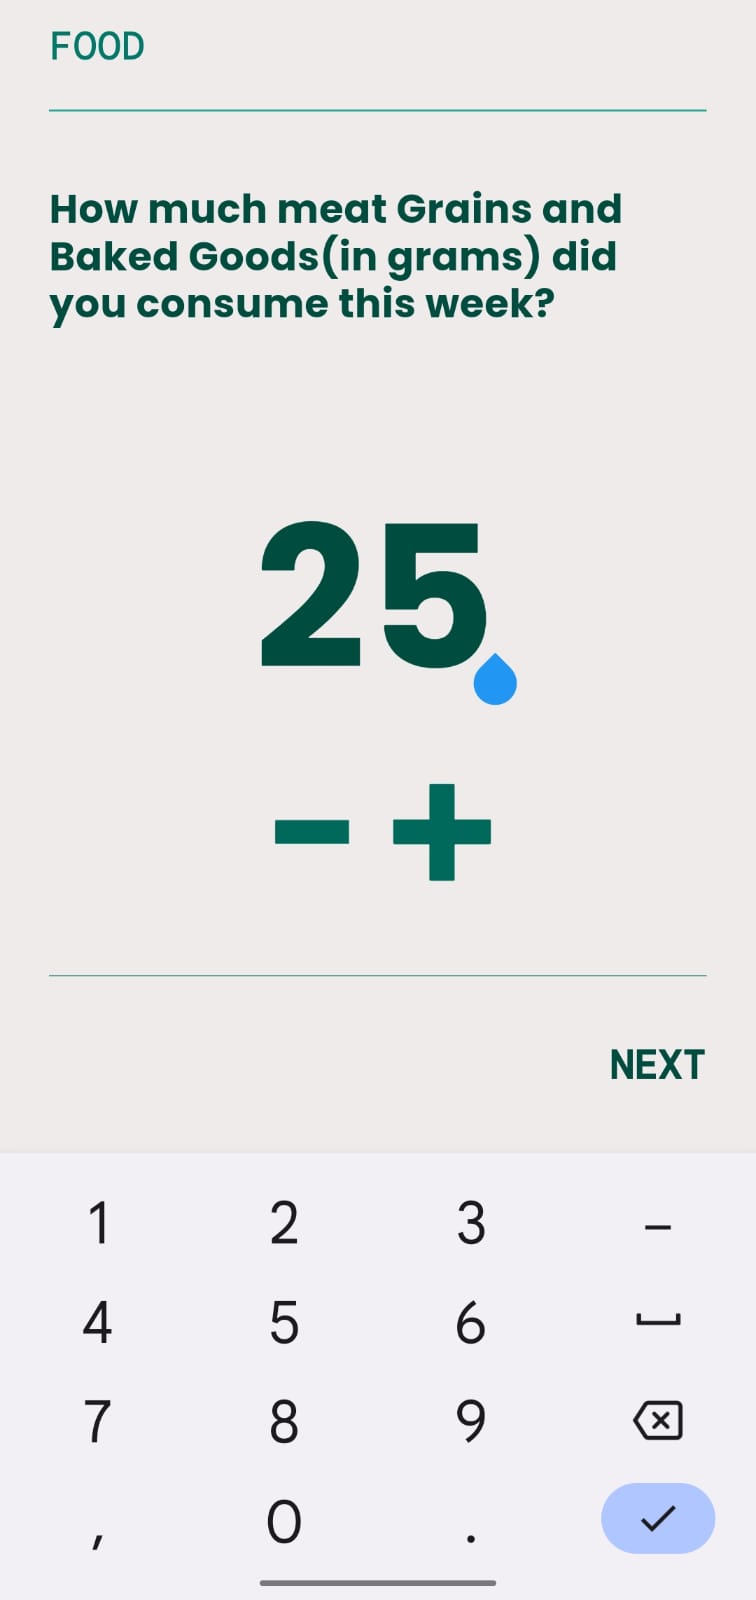 FOOD
How much meat Grains and
Baked Goods(in grams) did
you consume this week?
25
- +
NEXT
1 2 3 –
4 5 6
7 8 9
, 0 .